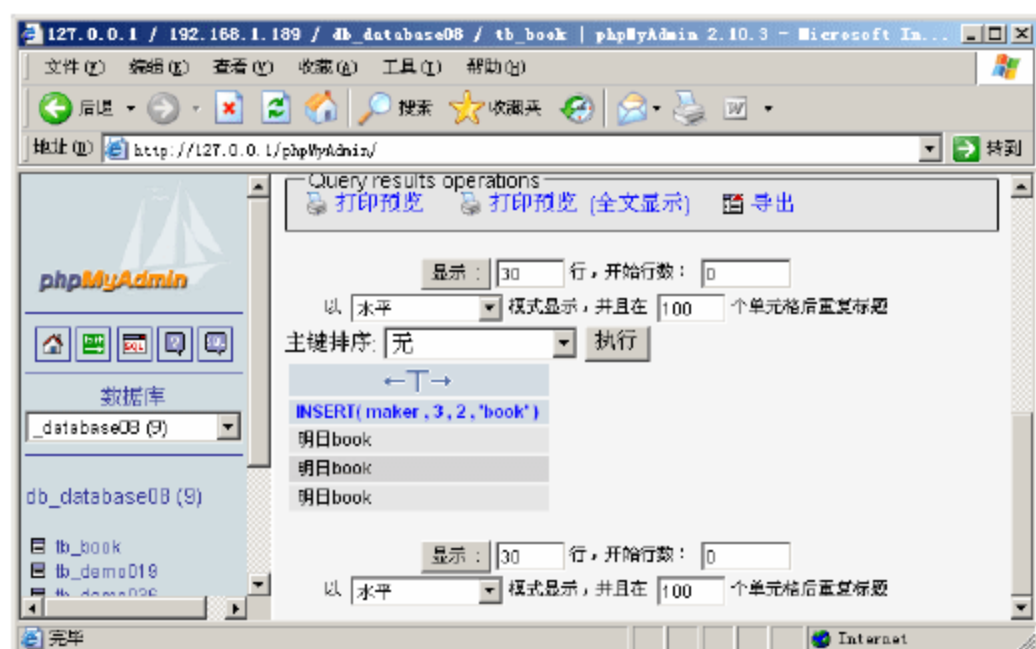 127.0.0.1 / 192.168.1.189 / db_database08 / tb_book | phpMyAdmin 2.10.3 - Microsoft In...
文件(F) 编辑(E) 查看(V) 收藏(A) 工具(T) 帮助(H)
后退 搜索 收藏夹
地址(D) http://127.0.0.1/phpMyAdmin/ 转到
phpMyAdmin
SQL
数据库
_database08 (9)
db_database08 (9)
tb_book
tb_demo019
tb_demo036
Query results operations
打印预览 打印预览 (全文显示) 导出
显示 : 30 行，开始行数： 0
以 水平 模式显示，并且在 100 个单元格后重复标题
主键排序: 无 执行
←T→
INSERT( maker , 3 , 2 , 'book' )
明日book
明日book
明日book
显示 : 30 行，开始行数： 0
以 水平 模式显示，并且在 100 个单元格后重复标题
完毕 Internet